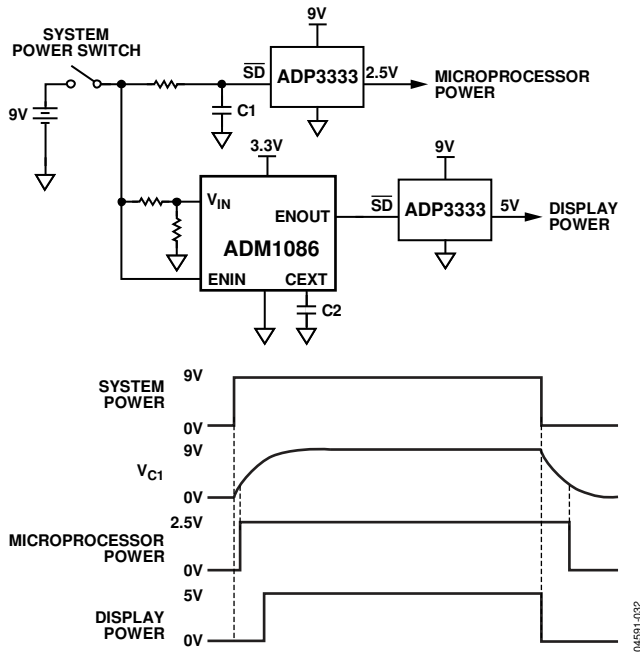 SYSTEM
POWER SWITCH
9V
SD
ADP3333
2.5V
MICROPROCESSOR
POWER
9V
C1
3.3V
9V
VIN
ENOUT
SD
ADP3333
5V
DISPLAY
POWER
ADM1086
ENIN
CEXT
C2
SYSTEM
POWER
9V
0V
VC1
9V
0V
MICROPROCESSOR
POWER
2.5V
0V
DISPLAY
POWER
5V
0V
04591-032